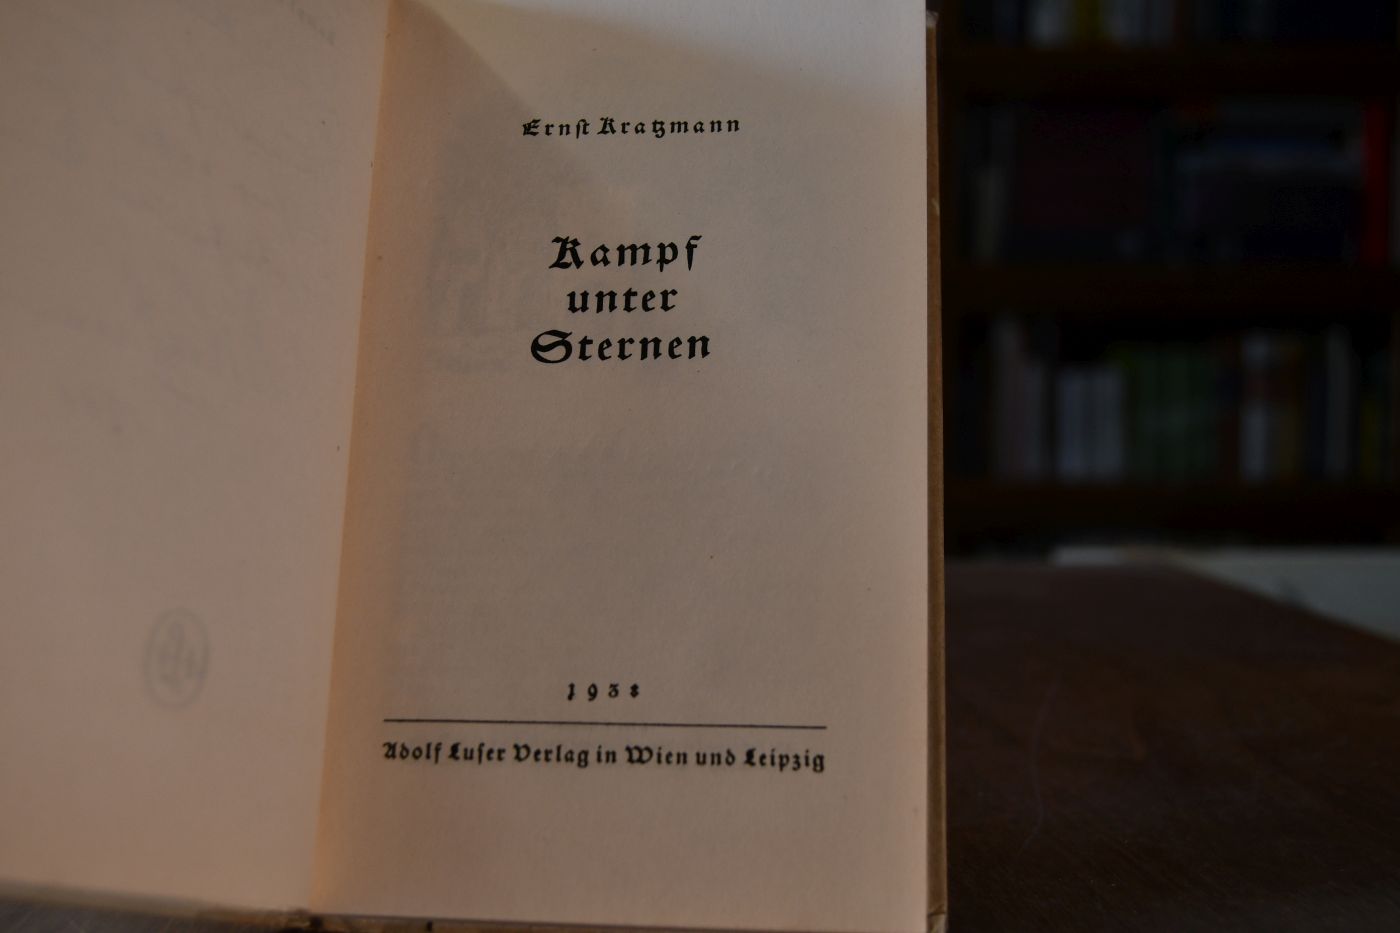 Ernſt Kratzmann
Kampf
unter
Sternen
1938
Adolf Luſer Verlag in Wien und Leipzig